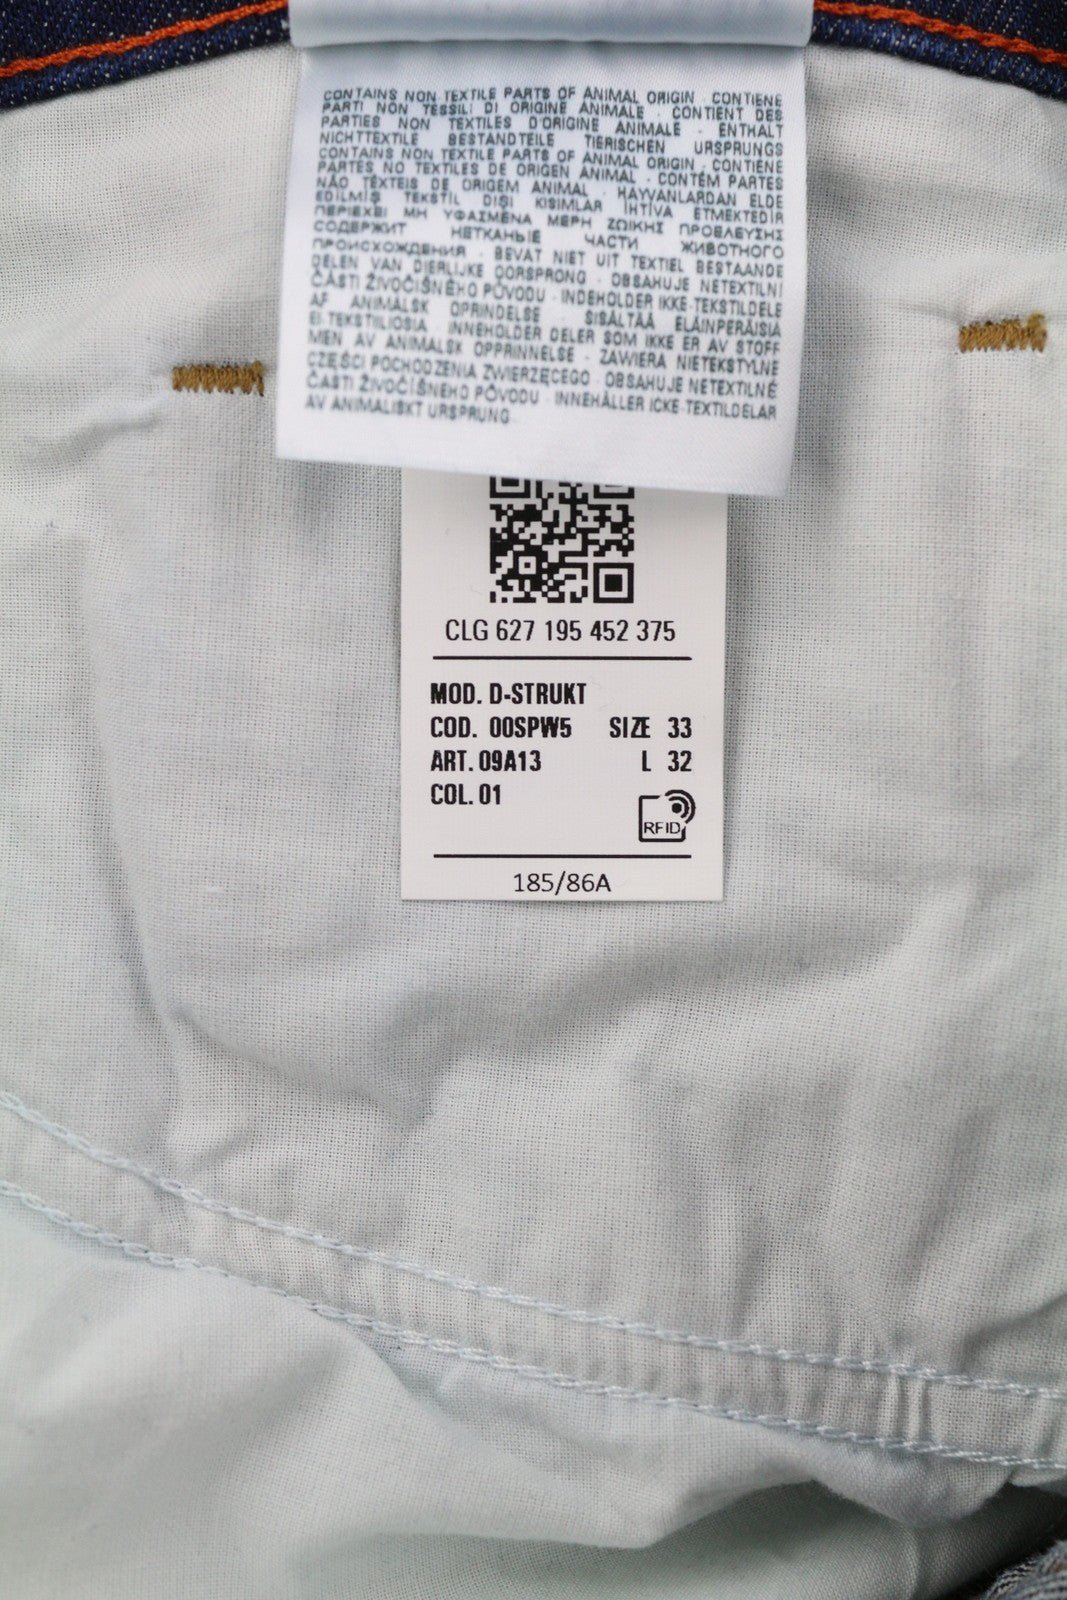 CONTAINS NON TEXTILE PARTS OF ANIMAL ORIGIN · CONTIENE
PARTI NON TESSILI DI ORIGINE ANIMALE · CONTIENT DES
PARTIES NON TEXTILES D'ORIGINE ANIMALE · ENTHÄLT
NICHTTEXTILE BESTANDTEILE TIERISCHEN URSPRUNGS
CONTAINS NON TEXTILE PARTS OF ANIMAL ORIGIN · CONTIENE
PARTES NO TEXTILES DE ORIGEN ANIMAL · CONTÉM PARTES
NÃO TÊXTEIS DE ORIGEM ANIMAL · HAYVANLARDAN ELDE
EDILMIŞ TEKSTIL DIŞI KISIMLAR IHTIVA ETMEKTEDIR
ΠΕΡΙΕΧΕΙ ΜΗ ΥΦΑΣΜΕΝΑ ΜΕΡΗ ΖΩΙΚΗΣ ΠΡΟΕΛΕΥΣΗΣ
СОДЕРЖИТ НЕТКАНЫЕ ЧАСТИ ЖИВОТНОГО
ПРОИСХОЖДЕНИЯ · BEVAT NIET UIT TEXTIEL BESTAANDE
DELEN VAN DIERLIJKE OORSPRONG · OBSAHUJE NETEXTILNÍ
ČÁSTI ŽIVOČIŠNÉHO PŮVODU · INDEHOLDER IKKE-TEKSTILDELE
AF ANIMALSK OPRINDELSE · SISÄLTÄÄ ELÄINPERÄISIÄ
EI-TEKSTIILIOSIA · INNEHOLDER DELER SOM IKKE ER AV STOFF
MEN AV ANIMALSK OPPRINNELSE · ZAWIERA NIETEKSTYLNE
CZĘŚCI POCHODZENIA ZWIERZĘCEGO · OBSAHUJE NETEXTILNÉ
ČASTI ŽIVOČÍŠNEHO PÔVODU · INNEHÅLLER ICKE-TEXTILDELAR
AV ANIMALISKT URSPRUNG
CLG 627 195 452 375
MOD. D-STRUKT
COD. 00SPW5 SIZE 33
ART. 09A13 L 32
COL. 01
RFID
185/86A